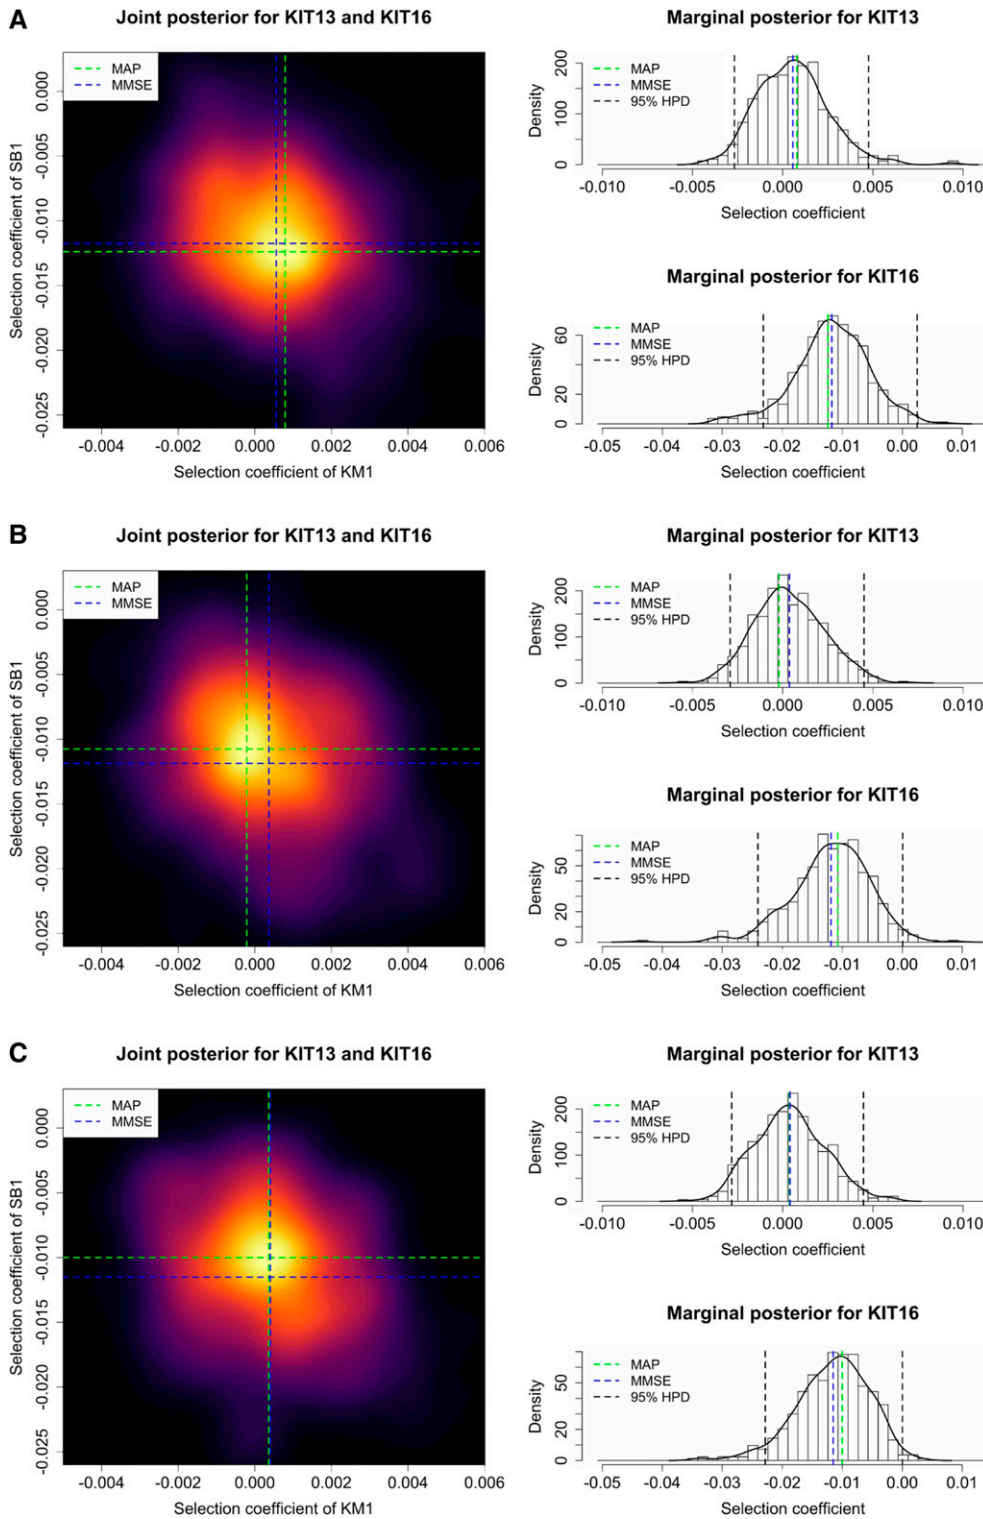 A
Joint posterior for KIT13 and KIT16
MAP
MMSE
Selection coefficient of SB1
0.000
-0.005
-0.010
-0.015
-0.020
-0.025
-0.004 -0.002 0.000 0.002 0.004 0.006
Selection coefficient of KM1
Marginal posterior for KIT13
MAP
MMSE
95% HPD
Density
200
100
0
-0.010 -0.005 0.000 0.005 0.010
Selection coefficient
Marginal posterior for KIT16
MAP
MMSE
95% HPD
Density
60
20
0
-0.05 -0.03 -0.02 -0.01 0.00 0.01
Selection coefficient
B
Joint posterior for KIT13 and KIT16
MAP
MMSE
Selection coefficient of SB1
0.000
-0.005
-0.010
-0.015
-0.020
-0.025
-0.004 -0.002 0.000 0.002 0.004 0.006
Selection coefficient of KM1
Marginal posterior for KIT13
MAP
MMSE
95% HPD
Density
200
100
0
-0.010 -0.005 0.000 0.005 0.010
Selection coefficient
Marginal posterior for KIT16
MAP
MMSE
95% HPD
Density
50
20
0
-0.05 -0.03 -0.02 -0.01 0.00 0.01
Selection coefficient
C
Joint posterior for KIT13 and KIT16
MAP
MMSE
Selection coefficient of SB1
0.000
-0.005
-0.010
-0.015
-0.020
-0.025
-0.004 -0.002 0.000 0.002 0.004 0.006
Selection coefficient of KM1
Marginal posterior for KIT13
MAP
MMSE
95% HPD
Density
200
100
0
-0.010 -0.005 0.000 0.005 0.010
Selection coefficient
Marginal posterior for KIT16
MAP
MMSE
95% HPD
Density
50
20
0
-0.05 -0.03 -0.02 -0.01 0.00 0.01
Selection coefficient